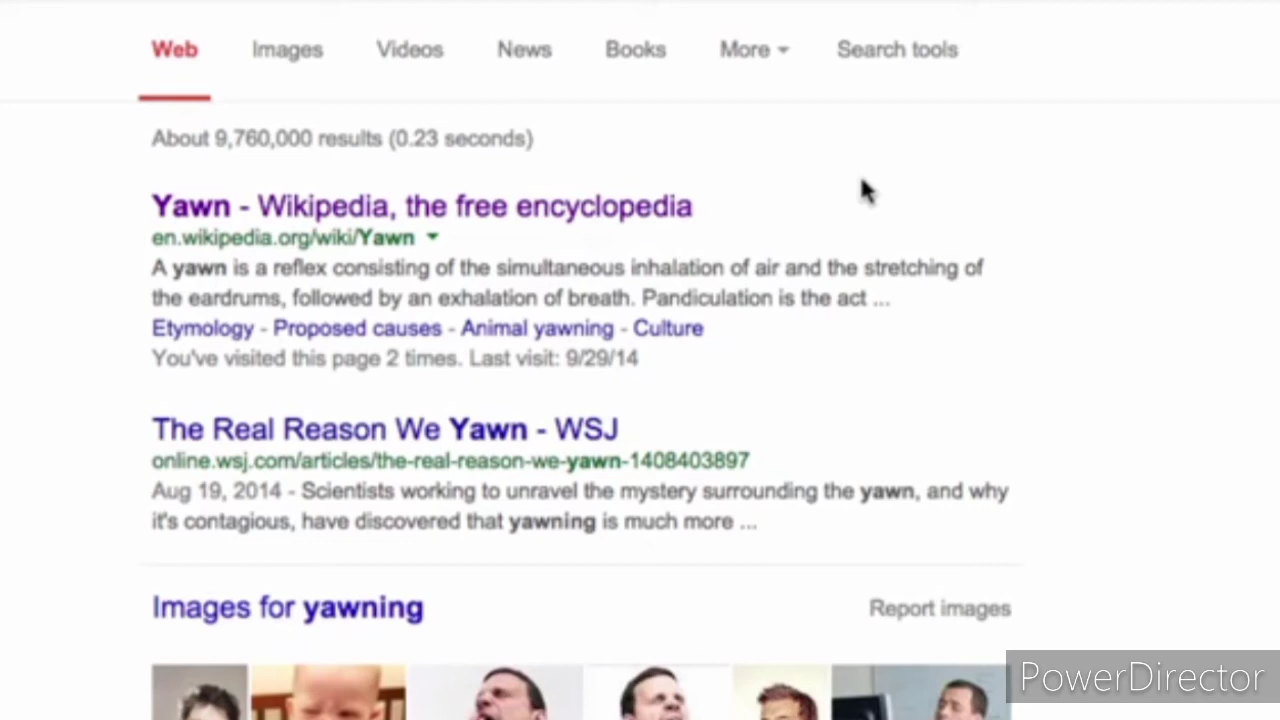 Web Images Videos News Books More Search tools
About 9,760,000 results (0.23 seconds)
Yawn - Wikipedia, the free encyclopedia
en.wikipedia.org/wiki/Yawn
A yawn is a reflex consisting of the simultaneous inhalation of air and the stretching of
the eardrums, followed by an exhalation of breath. Pandiculation is the act ...
Etymology - Proposed causes - Animal yawning - Culture
You've visited this page 2 times. Last visit: 9/29/14
The Real Reason We Yawn - WSJ
online.wsj.com/articles/the-real-reason-we-yawn-1408403897
Aug 19, 2014 - Scientists working to unravel the mystery surrounding the yawn, and why
it's contagious, have discovered that yawning is much more ...
Images for yawning Report images
PowerDirector